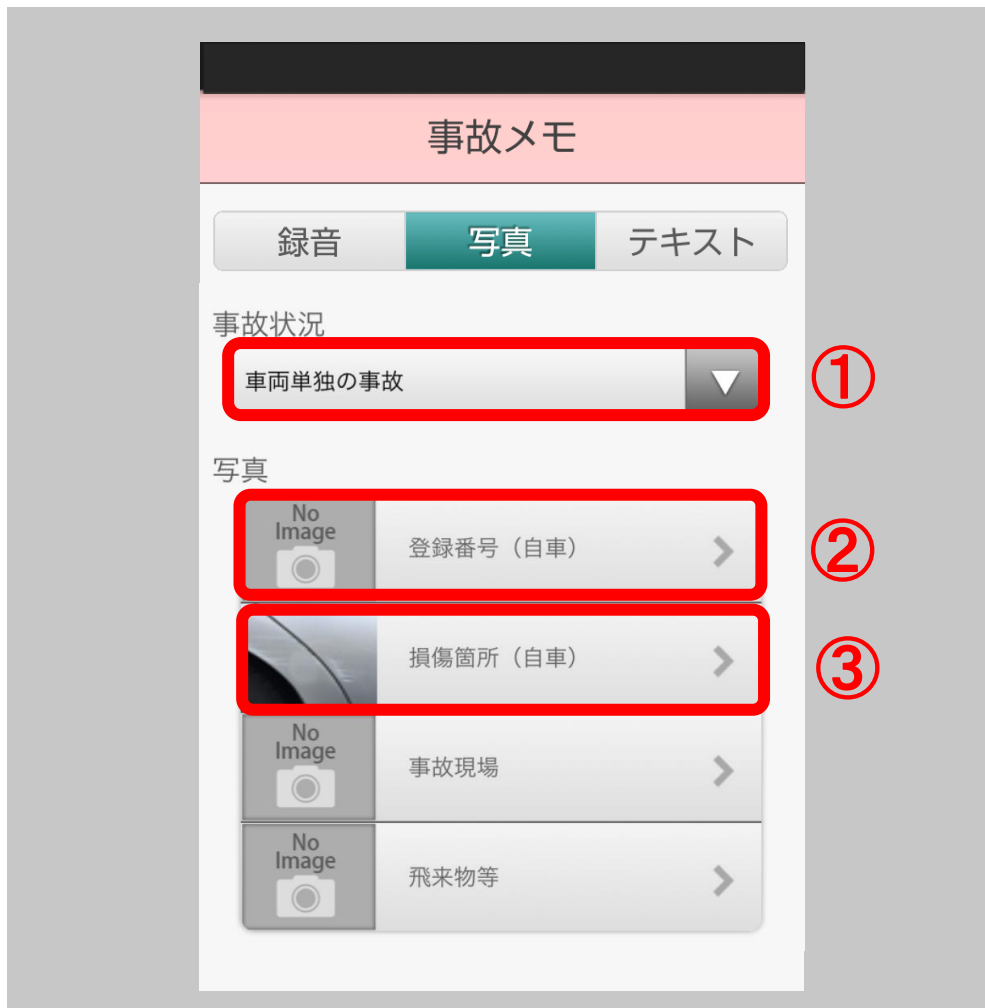 事故メモ
録音 写真 テキスト
事故状況
車両単独の事故
①
写真
No
Image
登録番号（自車）
②
損傷箇所（自車）
③
No
Image
事故現場
No
Image
飛来物等